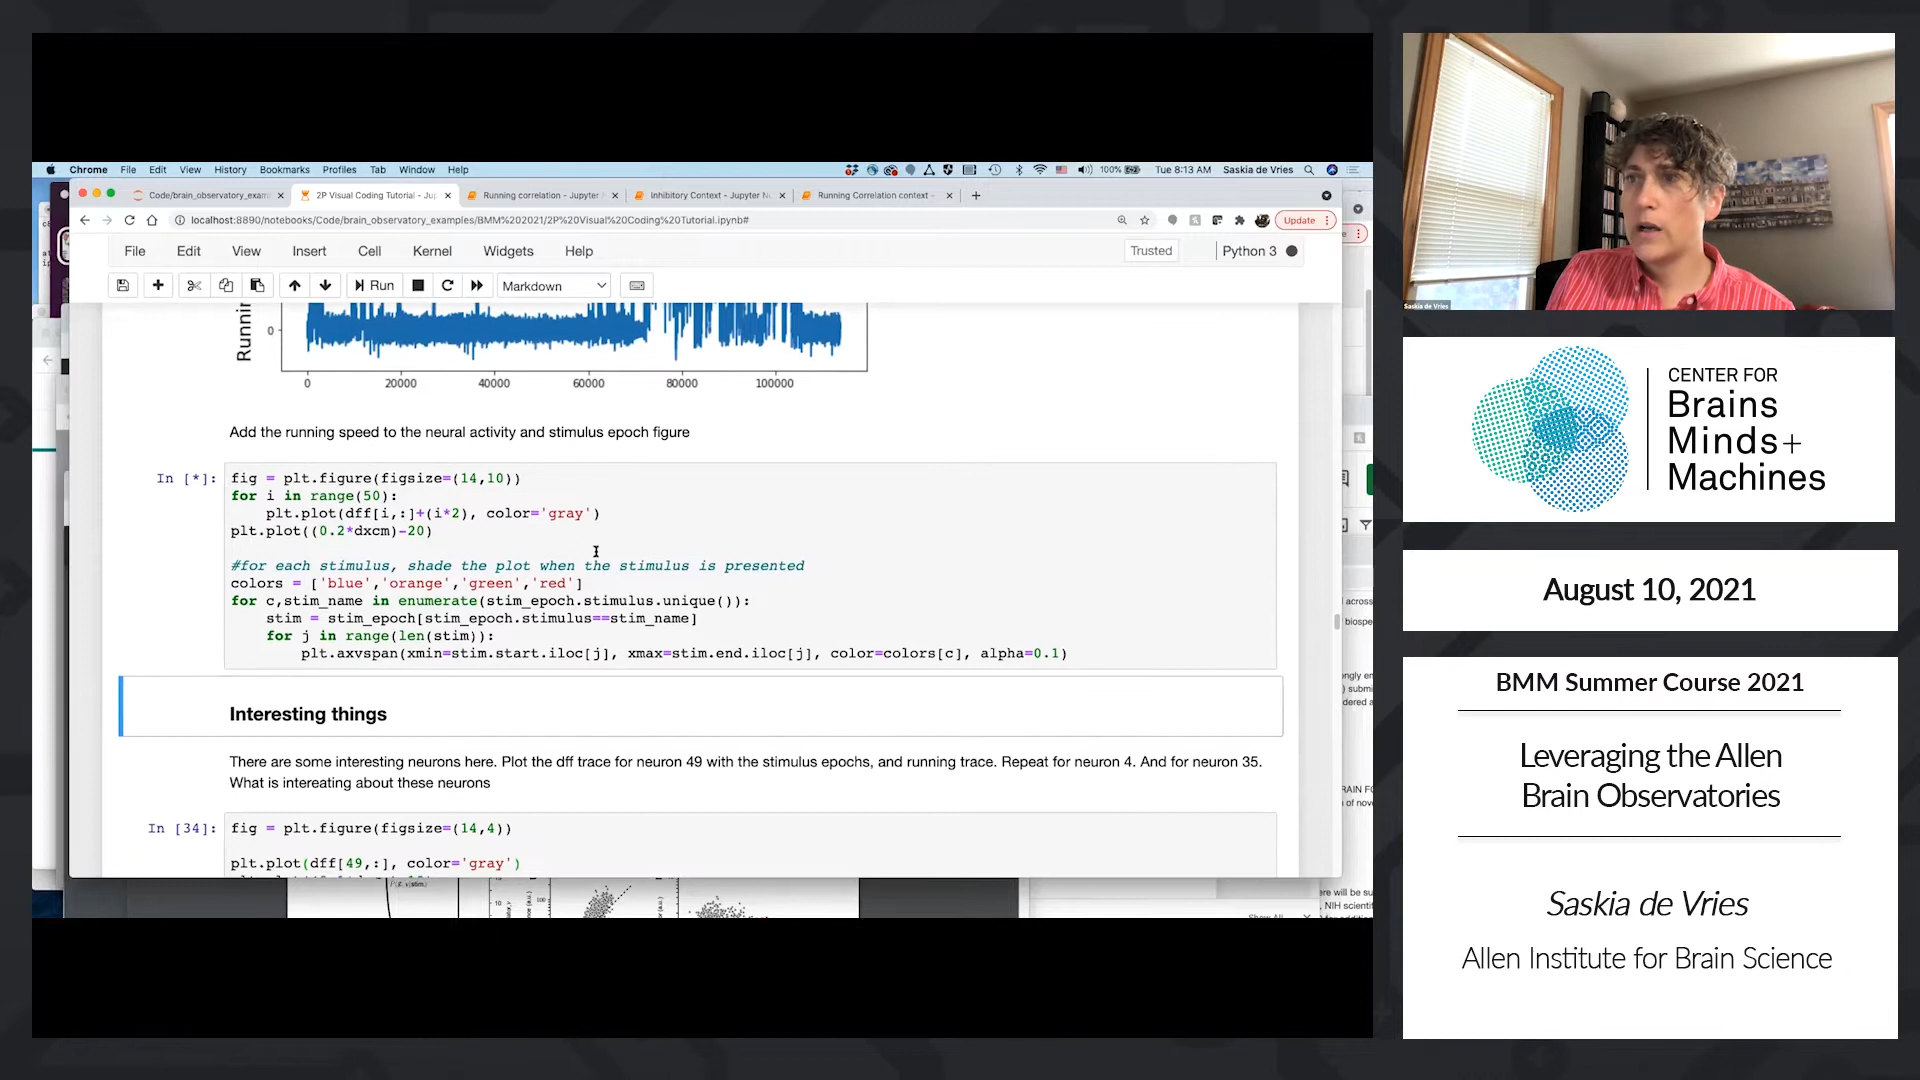 Chrome File Edit View History Bookmarks Profiles Tab Window Help 100% Tue 8:13 AM Saskia de Vries
Code/brain_observatory_exam 2P Visual Coding Tutorial - Ju Running correlation - Jupyter Inhibitory Context - Jupyter N Running Correlation context -
localhost:8890/notebooks/Code/brain_observatory_examples/BMM%202021/2P%20Visual%20Coding%20Tutorial.ipynb# Update
File Edit View Insert Cell Kernel Widgets Help Trusted Python 3
Run Markdown
Runnin
0
0 20000 40000 60000 80000 100000
Add the running speed to the neural activity and stimulus epoch figure
In [*]:
fig = plt.figure(figsize=(14,10))
for i in range(50):
plt.plot(dff[i,:]+(i*2), color='gray')
plt.plot((0.2*dxcm)-20)
#for each stimulus, shade the plot when the stimulus is presented
colors = ['blue','orange','green','red']
for c,stim_name in enumerate(stim_epoch.stimulus.unique()):
stim = stim_epoch[stim_epoch.stimulus==stim_name]
for j in range(len(stim)):
plt.axvspan(xmin=stim.start.iloc[j], xmax=stim.end.iloc[j], color=colors[c], alpha=0.1)
Interesting things
There are some interesting neurons here. Plot the dff trace for neuron 49 with the stimulus epochs, and running trace. Repeat for neuron 4. And for neuron 35.
What is intereating about these neurons
In [34]:
fig = plt.figure(figsize=(14,4))
plt.plot(dff[49,:], color='gray')
Saskia de Vries
CENTER FOR
Brains
Minds+
Machines
August 10, 2021
BMM Summer Course 2021
Leveraging the Allen
Brain Observatories
Saskia de Vries
Allen Institute for Brain Science